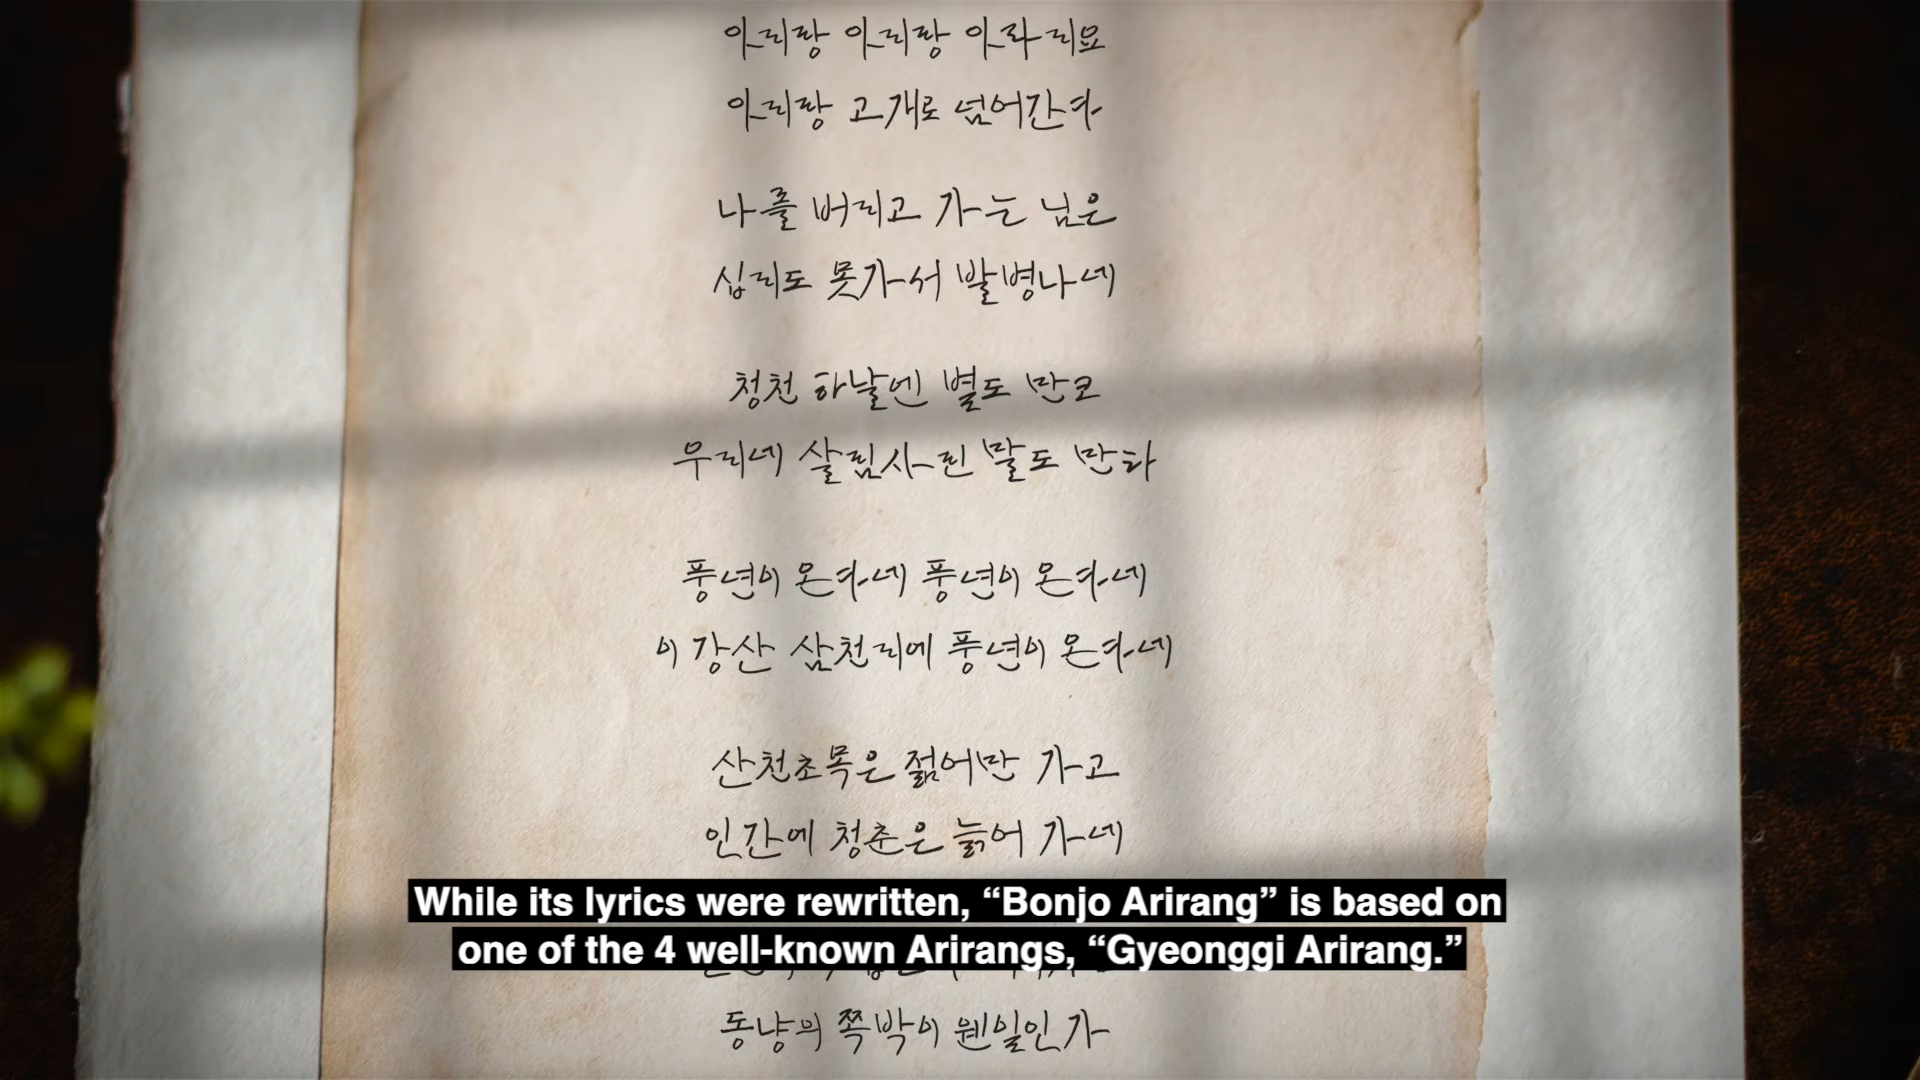 아리랑 아리랑 아라리요
아리랑 고개로 넘어간다
나를 버리고 가는 님은
십리도 못가서 발병나네
청천 하날엔 별도 만코
우리네 살림사린 말도 만타
풍년이 온다네 풍년이 온다네
이 강산 삼천리에 풍년이 온다네
산천초목은 젊어만 가고
인간에 청춘은 늙어 가네
While its lyrics were rewritten, “Bonjo Arirang” is based on
one of the 4 well-known Arirangs, “Gyeonggi Arirang.”
동냥의 쪽박이 웬일인가